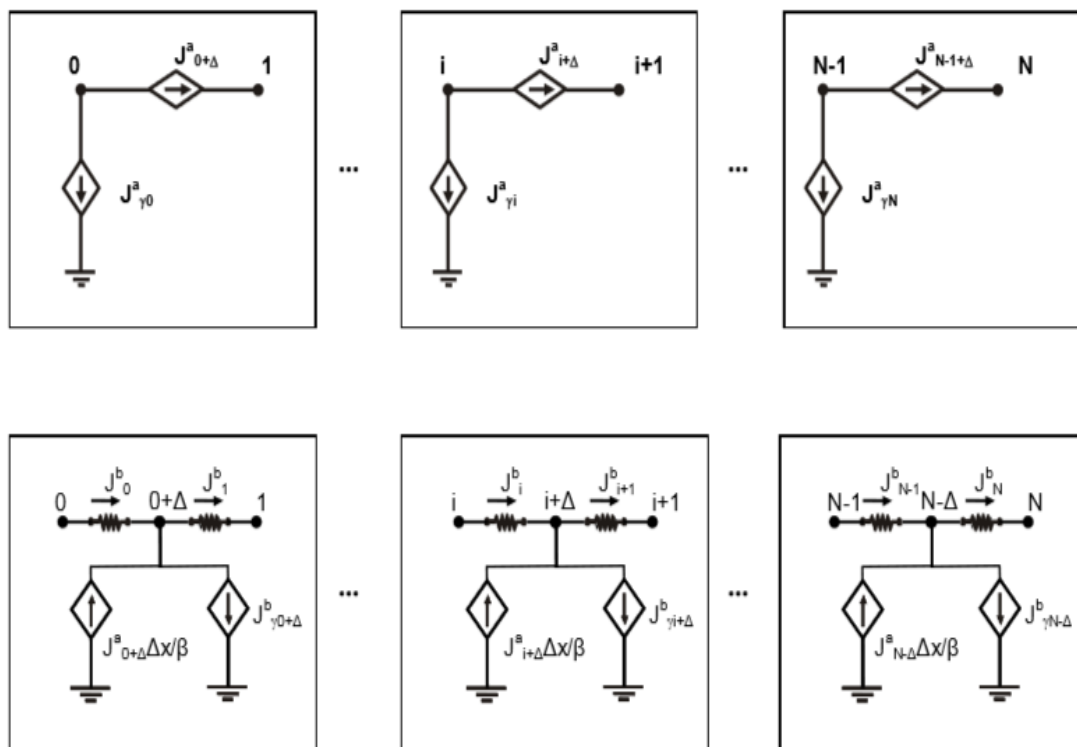 0 J^a_{0+Δ} 1
J^a_{γ0}
...
i J^a_{i+Δ} i+1
J^a_{γi}
...
N-1 J^a_{N-1+Δ} N
J^a_{γN}
J^b_0 J^b_1
0 0+Δ 1
J^b_{γ0+Δ}
J^a_{0+Δ}Δx/β
...
J^b_i J^b_{i+1}
i i+Δ i+1
J^b_{γi+Δ}
J^a_{i+Δ}Δx/β
...
J^b_{N-1} J^b_N
N-1 N-Δ N
J^b_{γN-Δ}
J^a_{N-Δ}Δx/β